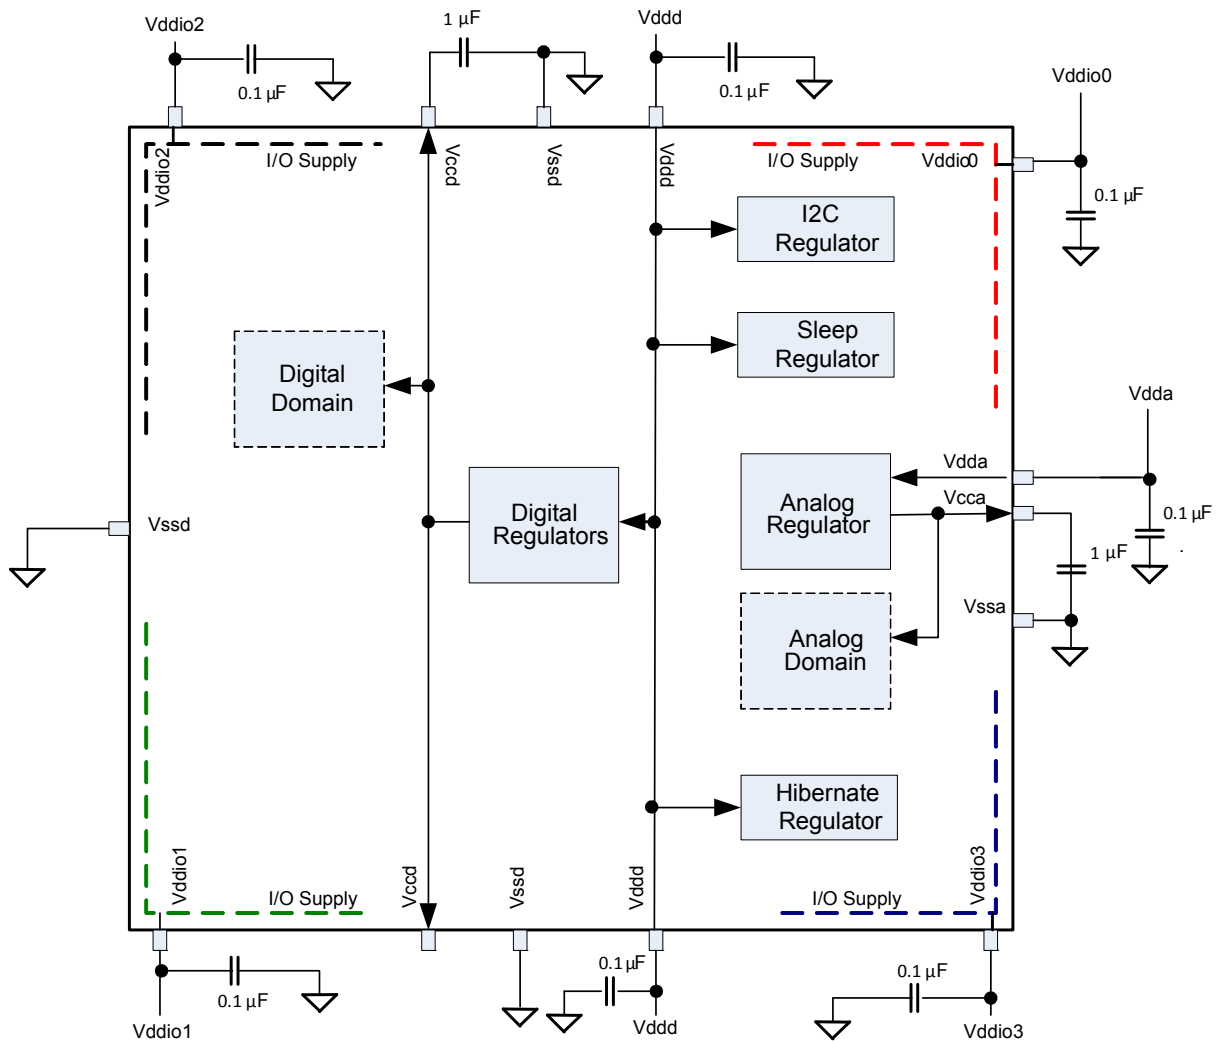 Vddio2
1 µF
Vddd
0.1 µF
0.1 µF
Vddio0
0.1 µF
Vddio2
I/O Supply
Vccd
Vssd
Vddd
I/O Supply
Vddio0
I2C
Regulator
Sleep
Regulator
Digital
Domain
Vdda
Vdda
Vcca
Analog
Regulator
Digital
Regulators
0.1 µF
1 µF
.
Vssd
Vssa
Analog
Domain
Hibernate
Regulator
Vddio1
I/O Supply
Vccd
Vssd
Vddd
I/O Supply
Vddio3
0.1 µF
0.1 µF
0.1 µF
Vddio1
Vddd
Vddio3